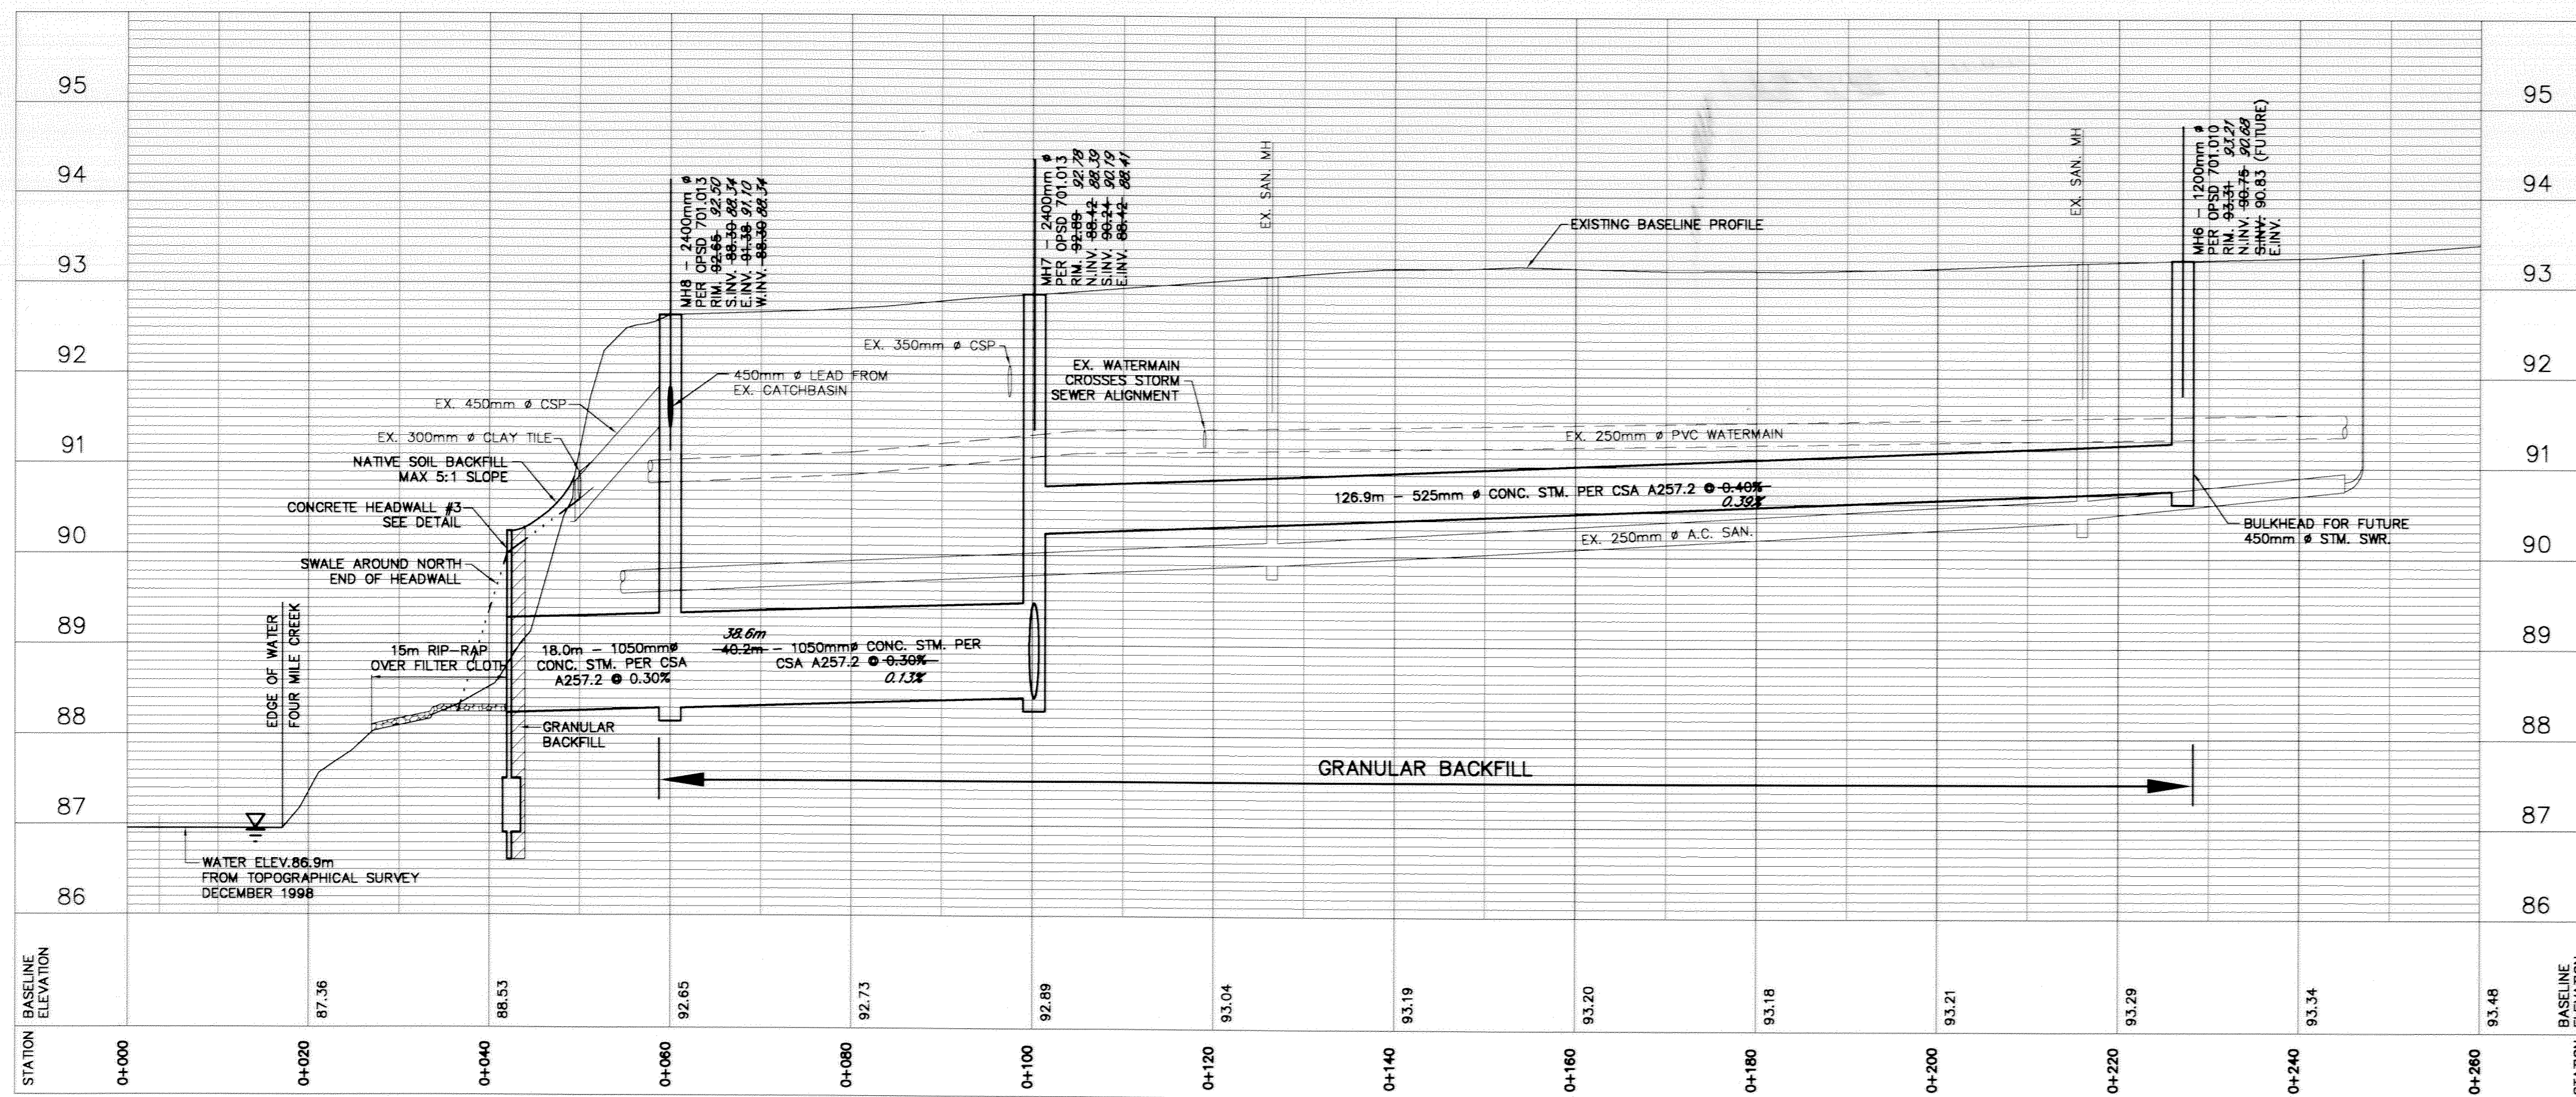 95
94
93
92
91
90
89
88
87
86
95
94
93
92
91
90
89
88
87
86
MH8 - 2400mm ø
PER OPSD 701.013
RIM. 92.65 92.50
S.INV. 88.30 88.34
E.INV. 91.38 91.10
W.INV. 88.30 88.34
MH7 - 2400mm ø
PER OPSD 701.013
RIM. 92.89 92.78
N.INV. 88.42 88.39
S.INV. 90.24 90.19
E.INV. 88.42 88.41
EX. SAN. MH
EXISTING BASELINE PROFILE
EX. SAN. MH
MH6 - 1200mm ø
PER OPSD 701.010
RIM. 93.31 93.21
N.INV. 90.75 90.68
S.INV. 90.83 (FUTURE)
E.INV.
EX. 350mm ø CSP
450mm ø LEAD FROM
EX. CATCHBASIN
EX. WATERMAIN
CROSSES STORM
SEWER ALIGNMENT
EX. 450mm ø CSP
EX. 300mm ø CLAY TILE
NATIVE SOIL BACKFILL
MAX 5:1 SLOPE
CONCRETE HEADWALL #3
SEE DETAIL
SWALE AROUND NORTH
END OF HEADWALL
EX. 250mm ø PVC WATERMAIN
126.9m - 525mm ø CONC. STM. PER CSA A257.2 @ 0.40%
0.39%
EX. 250mm ø A.C. SAN.
BULKHEAD FOR FUTURE
450mm ø STM. SWR.
EDGE OF WATER
FOUR MILE CREEK
15m RIP-RAP
OVER FILTER CLOTH
18.0m - 1050mmø
CONC. STM. PER CSA
A257.2 @ 0.30%
38.6m
40.2m - 1050mmø CONC. STM. PER
CSA A257.2 @ 0.30%
0.13%
GRANULAR
BACKFILL
GRANULAR BACKFILL
WATER ELEV.86.9m
FROM TOPOGRAPHICAL SURVEY
DECEMBER 1998
BASELINE
ELEVATION
87.36
88.53
92.65
92.73
92.89
93.04
93.19
93.20
93.18
93.21
93.29
93.34
93.48
BASELINE
ELEVATION
STATION
0+000
0+020
0+040
0+060
0+080
0+100
0+120
0+140
0+160
0+180
0+200
0+220
0+240
0+260
STATION